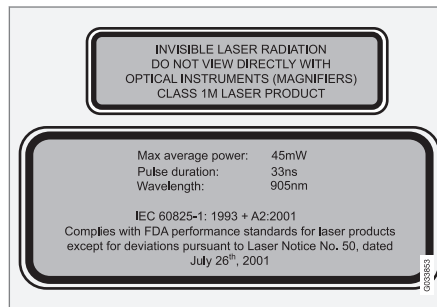 INVISIBLE LASER RADIATION
DO NOT VIEW DIRECTLY WITH
OPTICAL INSTRUMENTS (MAGNIFIERS)
CLASS 1M LASER PRODUCT
Max average power: 45mW
Pulse duration: 33ns
Wavelength: 905nm
IEC 60825-1: 1993 + A2:2001
Complies with FDA performance standards for laser products
except for deviations pursuant to Laser Notice No. 50, dated
July 26th, 2001
G033853